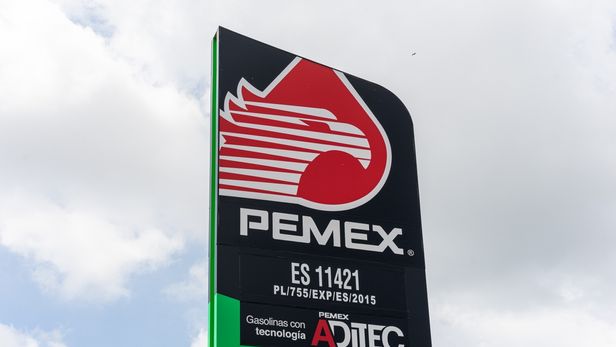 PEMEX®
ES 11421
PL/755/EXP/ES/2015
Gasolinas con
tecnología
PEMEX
ADITEC